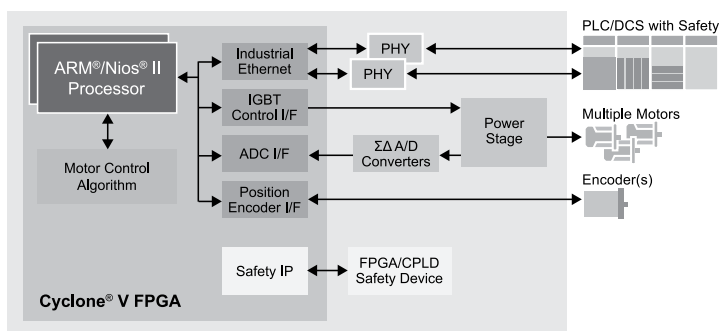 PLC/DCS with Safety
ARM®/Nios® II
Processor
Industrial
Ethernet
PHY
PHY
IGBT
Control I/F
Power
Stage
Multiple Motors
Motor Control
Algorithm
ADC I/F
ΣΔ A/D
Converters
Position
Encoder I/F
Encoder(s)
Safety IP
FPGA/CPLD
Safety Device
Cyclone® V FPGA